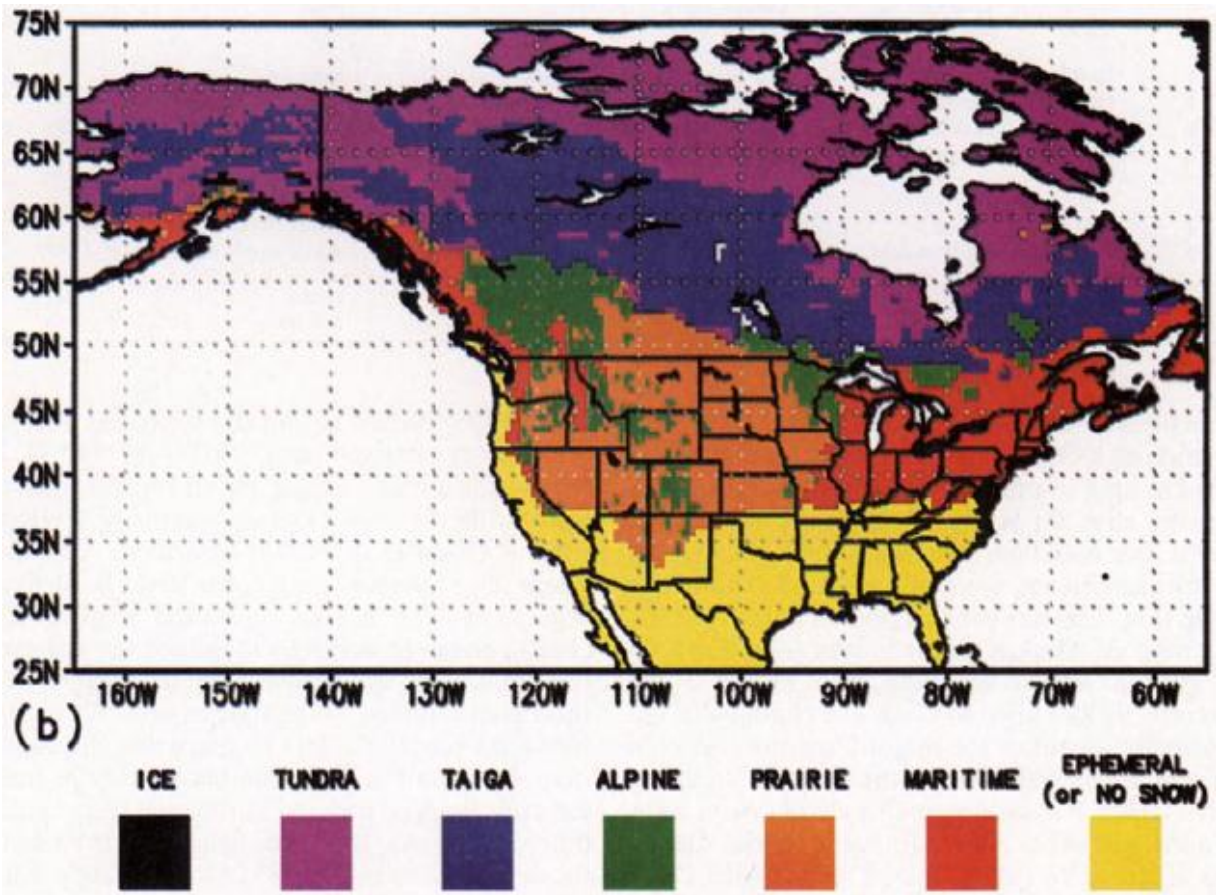 75N
70N
65N
60N
55N
50N
45N
40N
35N
30N
25N
160W 150W 140W 130W 120W 110W 100W 90W 80W 70W 60W
(b)
ICE TUNDRA TAIGA ALPINE PRAIRIE MARITIME EPHEMERAL
(or NO SNOW)